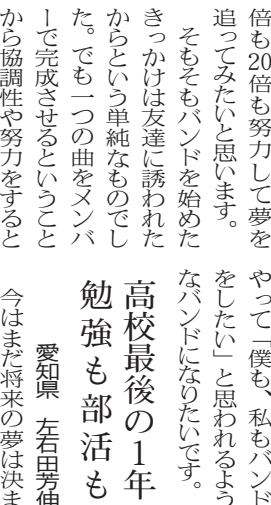 倍も20倍も努力して夢を
追ってみたいと思います。
そもそもバンドを始めた
きっかけは友達に誘われた
からという単純なものでし
た。でも一つの曲をメンバ
ーで完成させるということ
から協調性や努力をすると
やって「僕も、私もバンド
をしたい」と思われるよう
なバンドになりたいです。
高校最後の1年
勉強も部活も
愛知県 左右田芳伸
今はまだ将来の夢は決ま